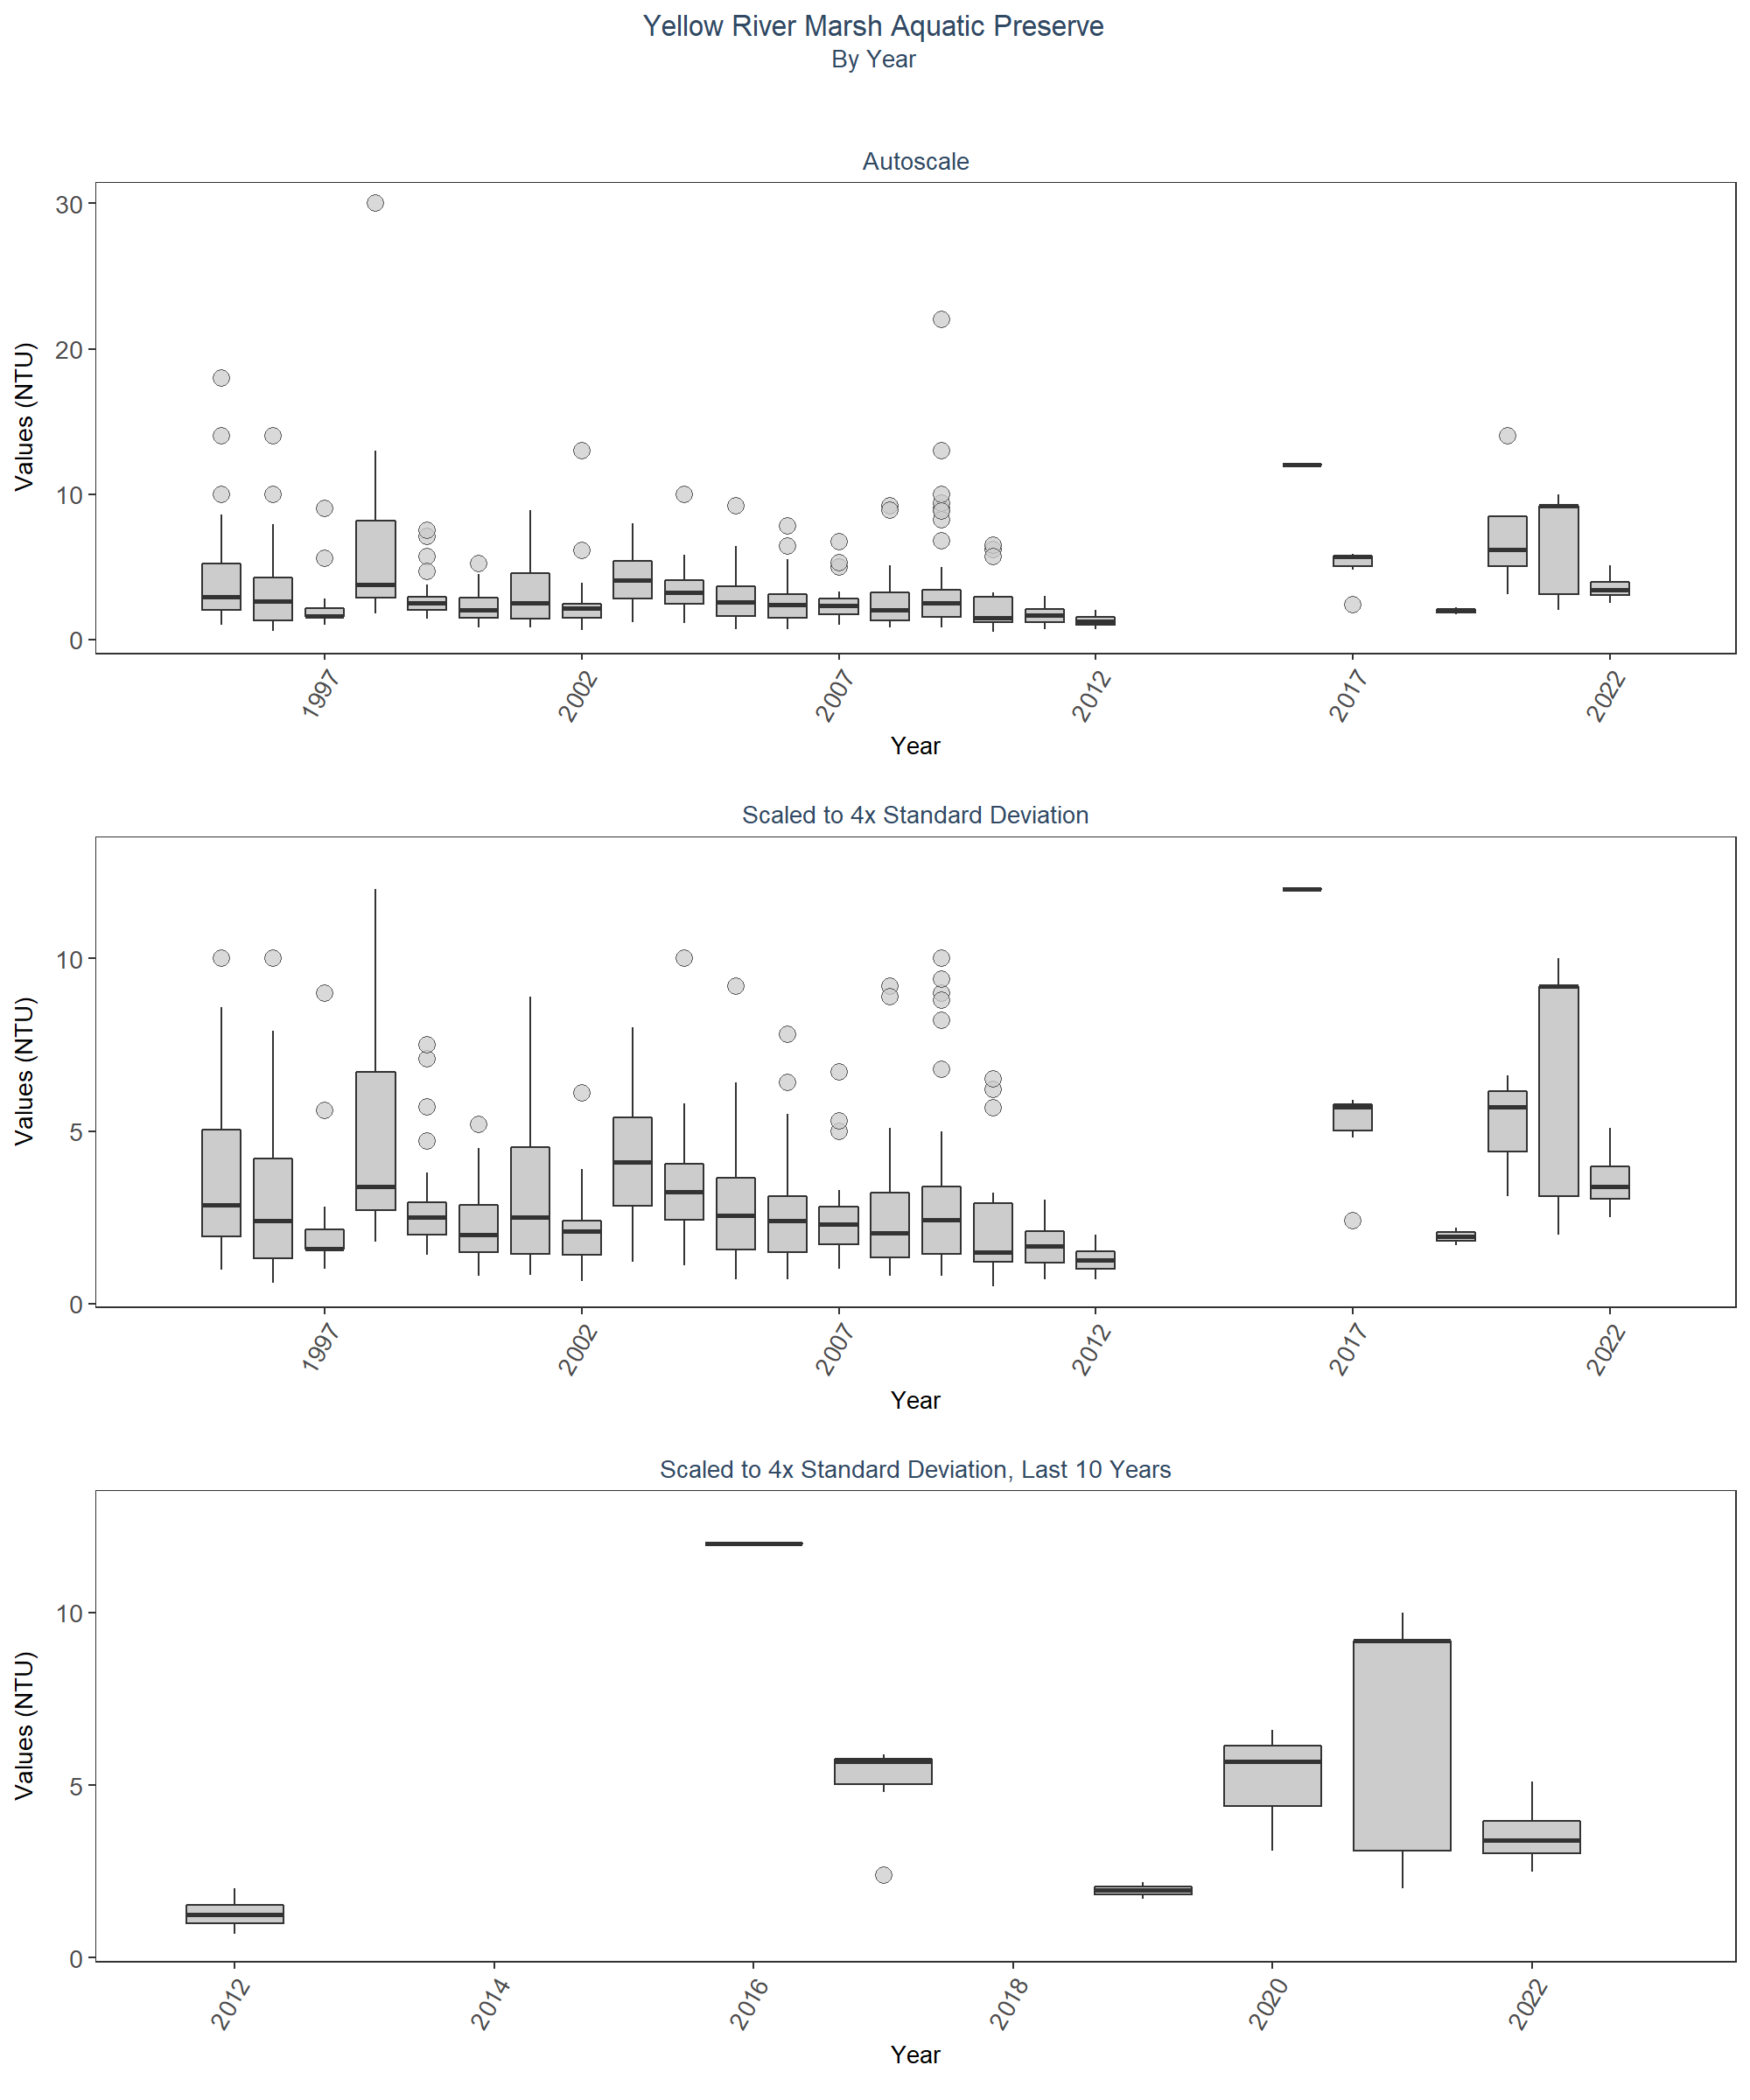 Yellow River Marsh Aquatic Preserve
By Year
Autoscale
30
20
10
0
Values (NTU)
1997
2002
2007
2012
2017
2022
Year
Scaled to 4x Standard Deviation
10
5
0
Values (NTU)
1997
2002
2007
2012
2017
2022
Year
Scaled to 4x Standard Deviation, Last 10 Years
10
5
0
Values (NTU)
2012
2014
2016
2018
2020
2022
Year